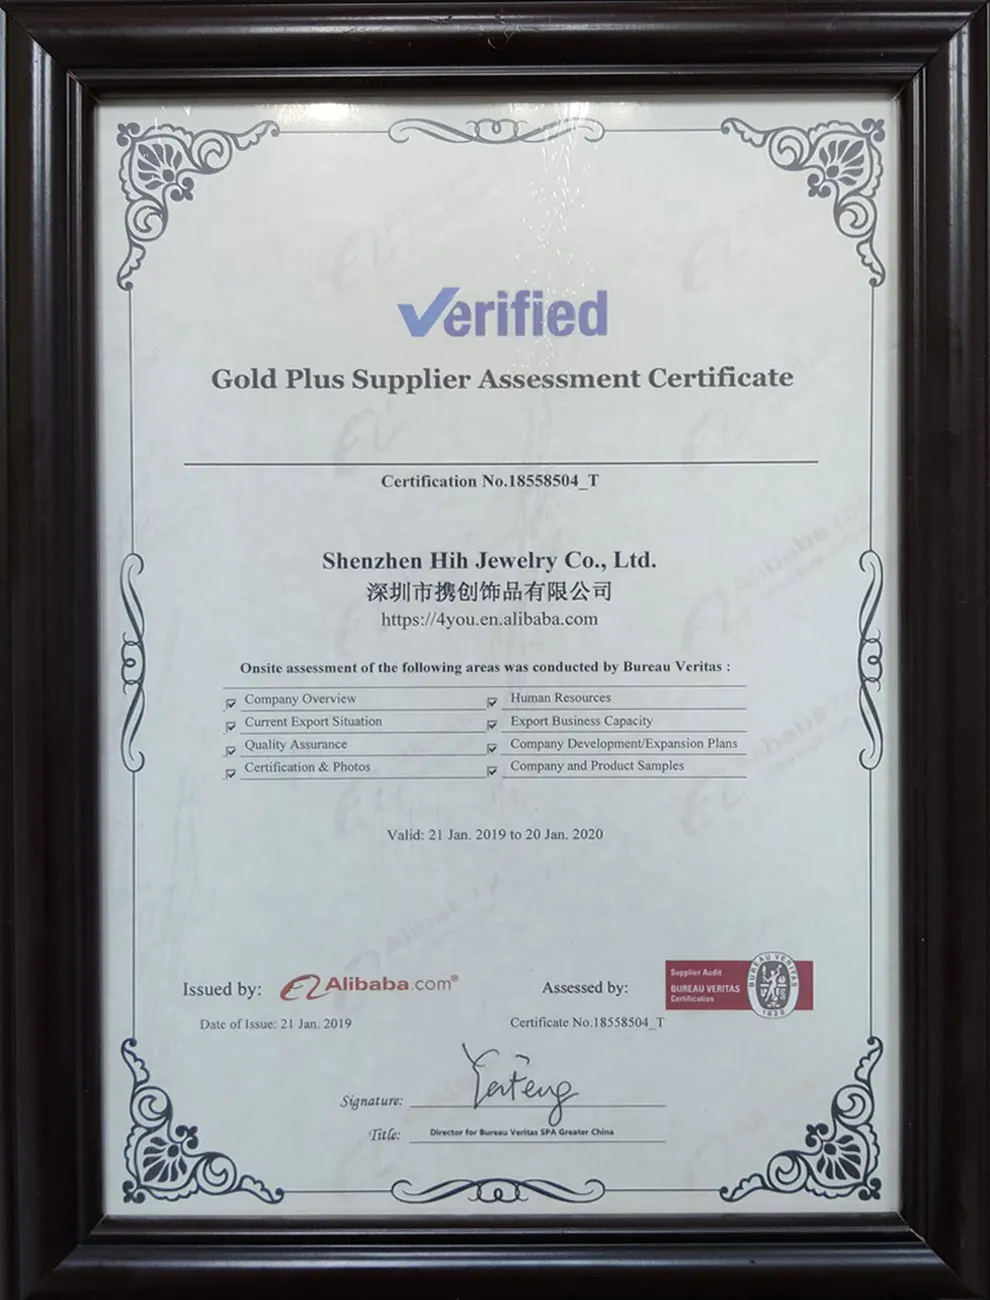 Verified
Gold Plus Supplier Assessment Certificate
Certification No.18558504_T
Shenzhen Hih Jewelry Co., Ltd.
深圳市携创饰品有限公司
https://4you.en.alibaba.com
Onsite assessment of the following areas was conducted by Bureau Veritas :
Company Overview
Human Resources
Current Export Situation
Export Business Capacity
Quality Assurance
Company Development/Expansion Plans
Certification & Photos
Company and Product Samples
Valid: 21 Jan. 2019 to 20 Jan. 2020
Issued by: Alibaba.com®
Assessed by:
Supplier Audit
BUREAU VERITAS
Certification
BUREAU VERITAS
1828
Date of Issue: 21 Jan. 2019
Certificate No.18558504_T
Signature:
Title: Director for Bureau Veritas SPA Greater China